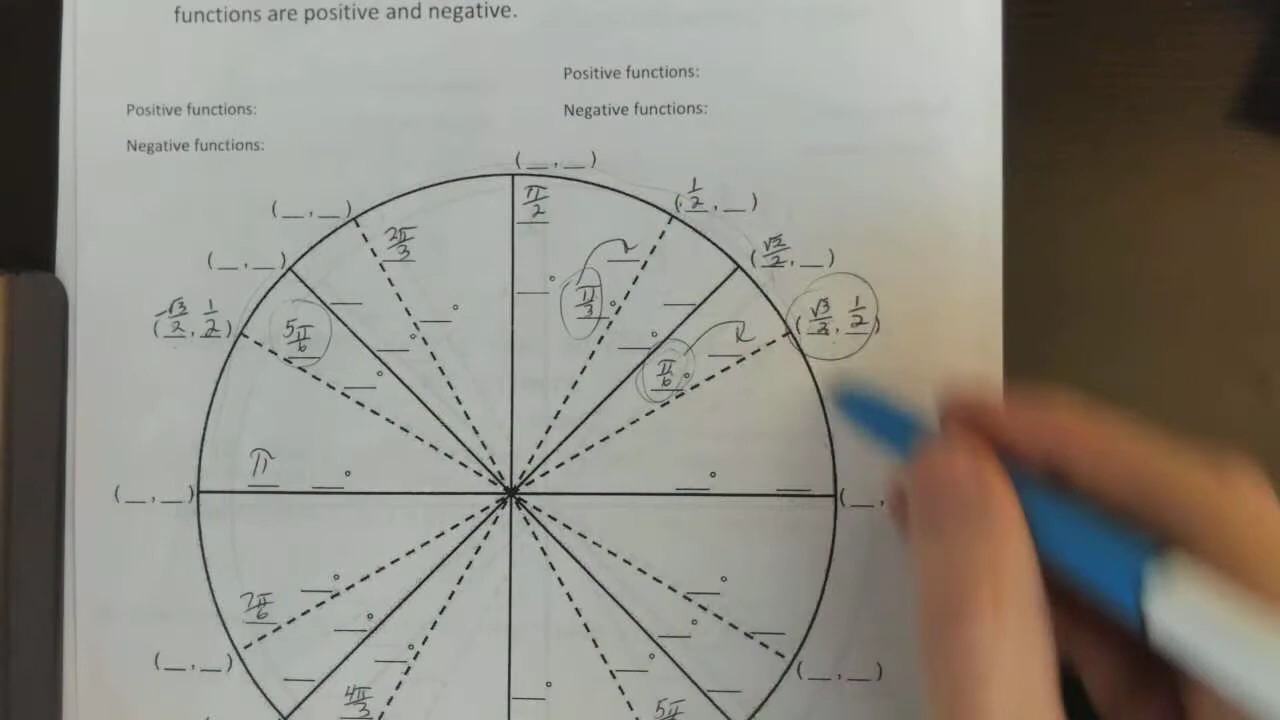 functions are positive and negative.
Positive functions:
Positive functions:
Negative functions:
Negative functions:
(__,__)
π/2
(1/2,__)
(__,__)
2π/3
(√2/2,__)
(__,__)
π/3 °
(-√3/2, 1/2)
5π/6
(√3/2, 1/2)
π/6 °
π
(__,__)
(__,
7π/6
(__,__)
(__,__)
4π/3
5π